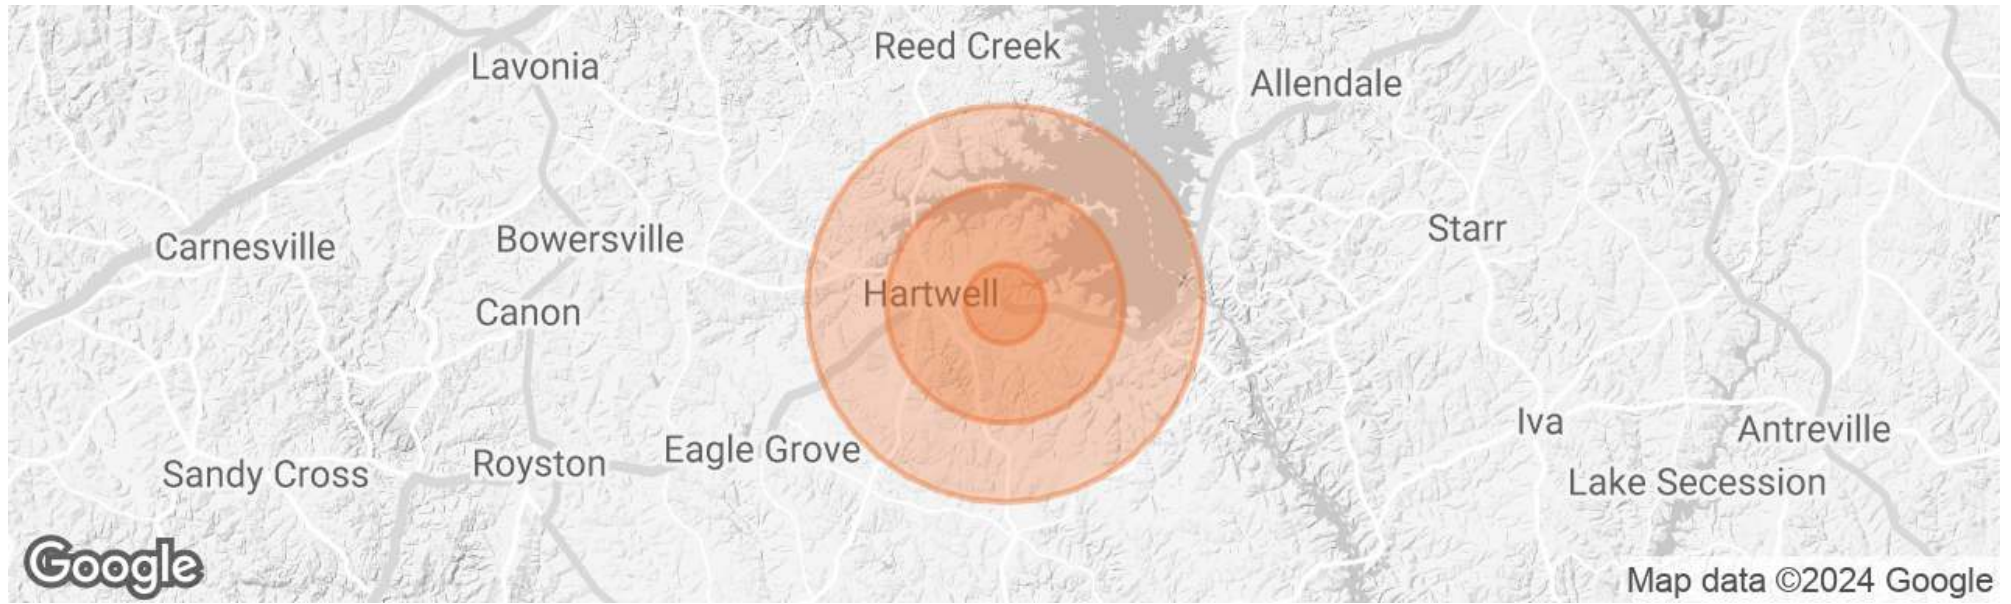 Reed Creek
Lavonia
Allendale
Starr
Bowersville
Carnesville
Hartwell
Canon
Iva
Antreville
Eagle Grove
Royston
Sandy Cross
Lake Secession
Google
Map data ©2024 Google